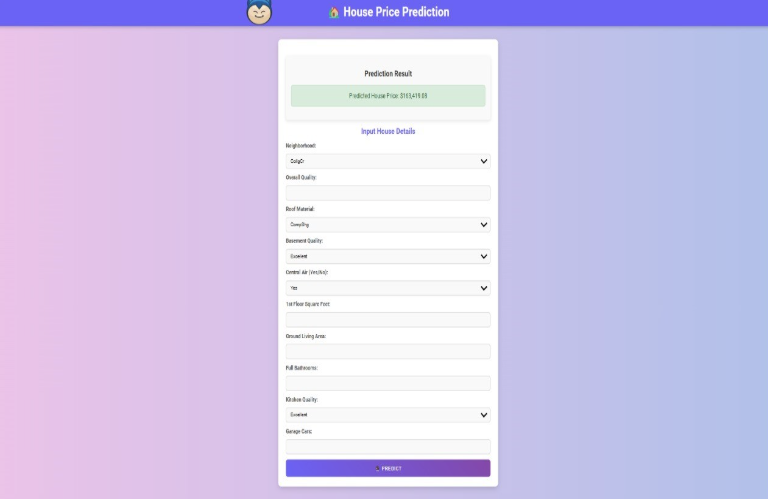 House Price Prediction
Prediction Result
Predicted House Price: $163,419.09
Input House Details
Neighborhood:
CollgCr
Overall Quality:
Roof Material:
CompShg
Basement Quality:
Excellent
Central Air (Yes/No):
Yes
1st Floor Square Feet:
Ground Living Area:
Full Bathrooms:
Kitchen Quality:
Excellent
Garage Cars:
PREDICT